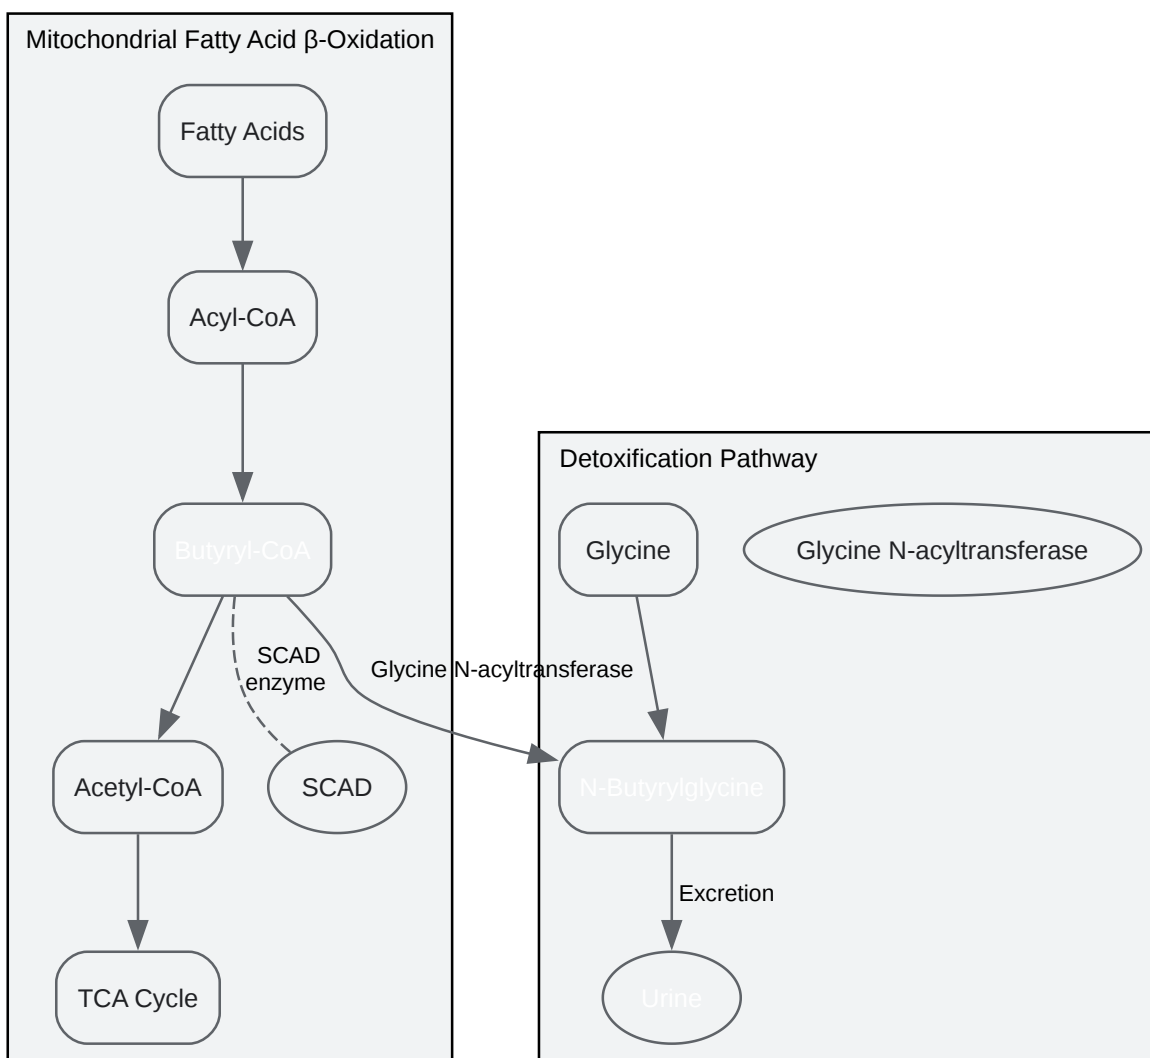 Mitochondrial Fatty Acid β-Oxidation
Fatty Acids
Acyl-CoA
Detoxification Pathway
Butyryl-CoA
Glycine
Glycine N-acyltransferase
SCAD
enzyme
Glycine N-acyltransferase
Acetyl-CoA
SCAD
N-Butyrylglycine
Excretion
TCA Cycle
Urine